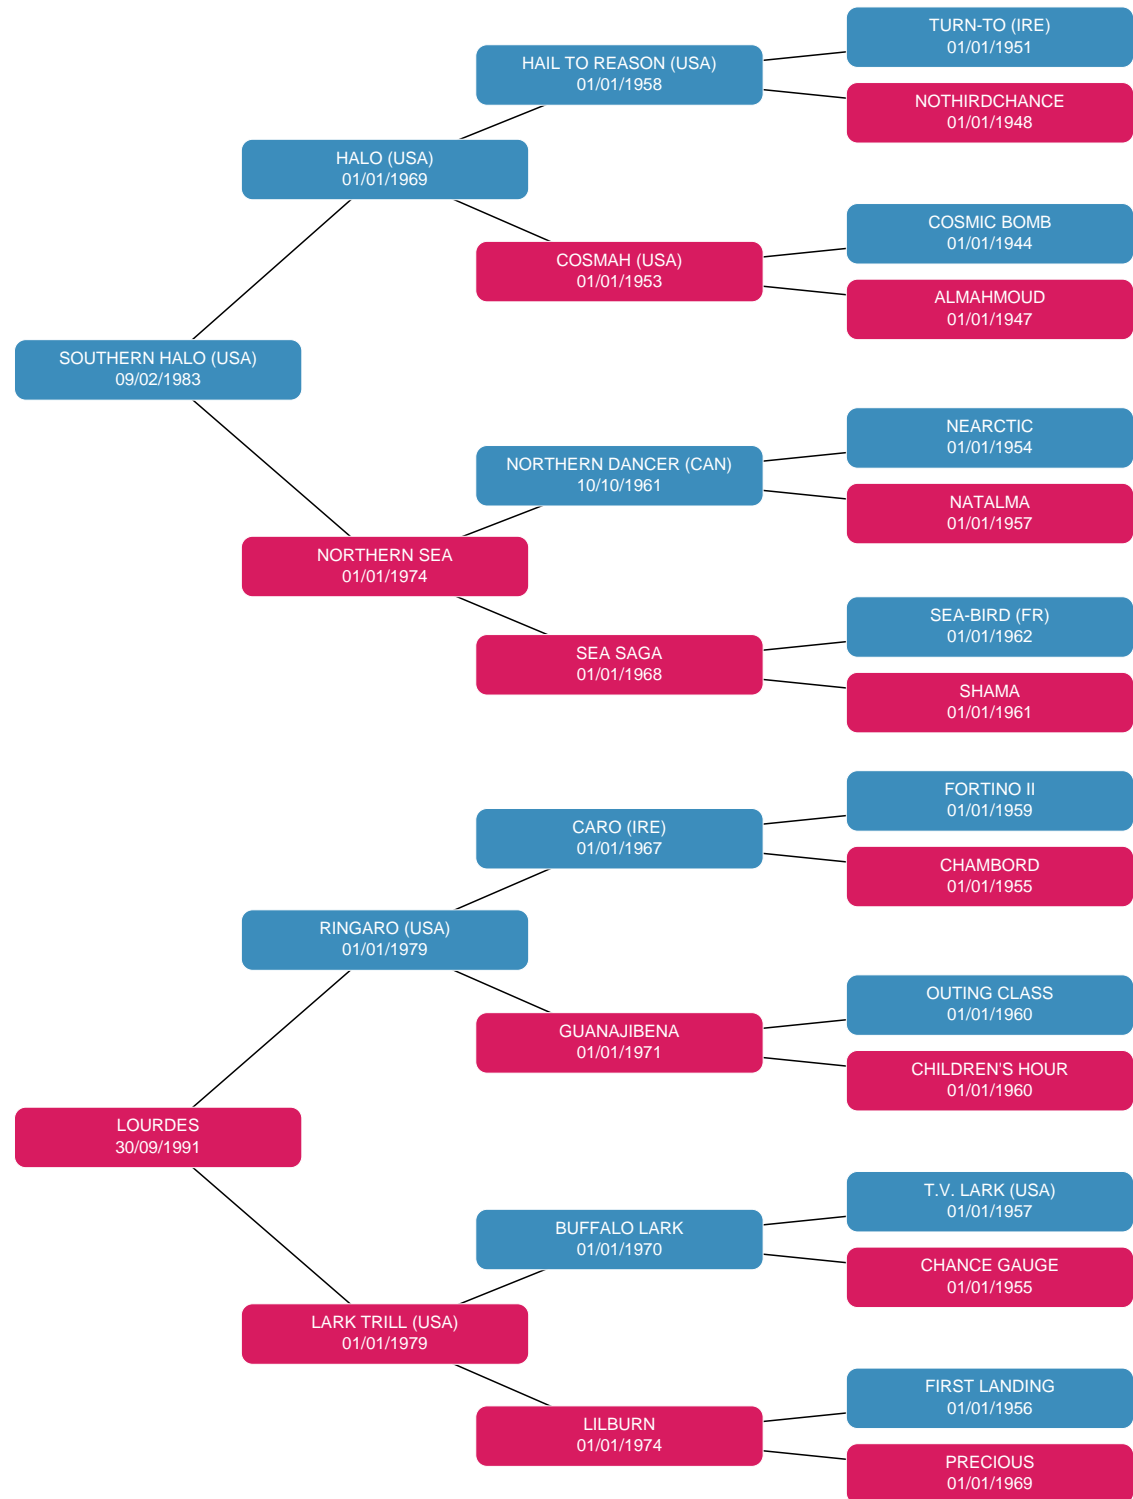 TURN-TO (IRE)
01/01/1951
HAIL TO REASON (USA)
01/01/1958
NOTHIRDCHANCE
01/01/1948
HALO (USA)
01/01/1969
COSMIC BOMB
01/01/1944
COSMAH (USA)
01/01/1953
ALMAHMOUD
01/01/1947
SOUTHERN HALO (USA)
09/02/1983
NEARCTIC
01/01/1954
NORTHERN DANCER (CAN)
10/10/1961
NATALMA
01/01/1957
NORTHERN SEA
01/01/1974
SEA-BIRD (FR)
01/01/1962
SEA SAGA
01/01/1968
SHAMA
01/01/1961
FORTINO II
01/01/1959
CARO (IRE)
01/01/1967
CHAMBORD
01/01/1955
RINGARO (USA)
01/01/1979
OUTING CLASS
01/01/1960
GUANAJIBENA
01/01/1971
CHILDREN'S HOUR
01/01/1960
LOURDES
30/09/1991
T.V. LARK (USA)
01/01/1957
BUFFALO LARK
01/01/1970
CHANCE GAUGE
01/01/1955
LARK TRILL (USA)
01/01/1979
FIRST LANDING
01/01/1956
LILBURN
01/01/1974
PRECIOUS
01/01/1969